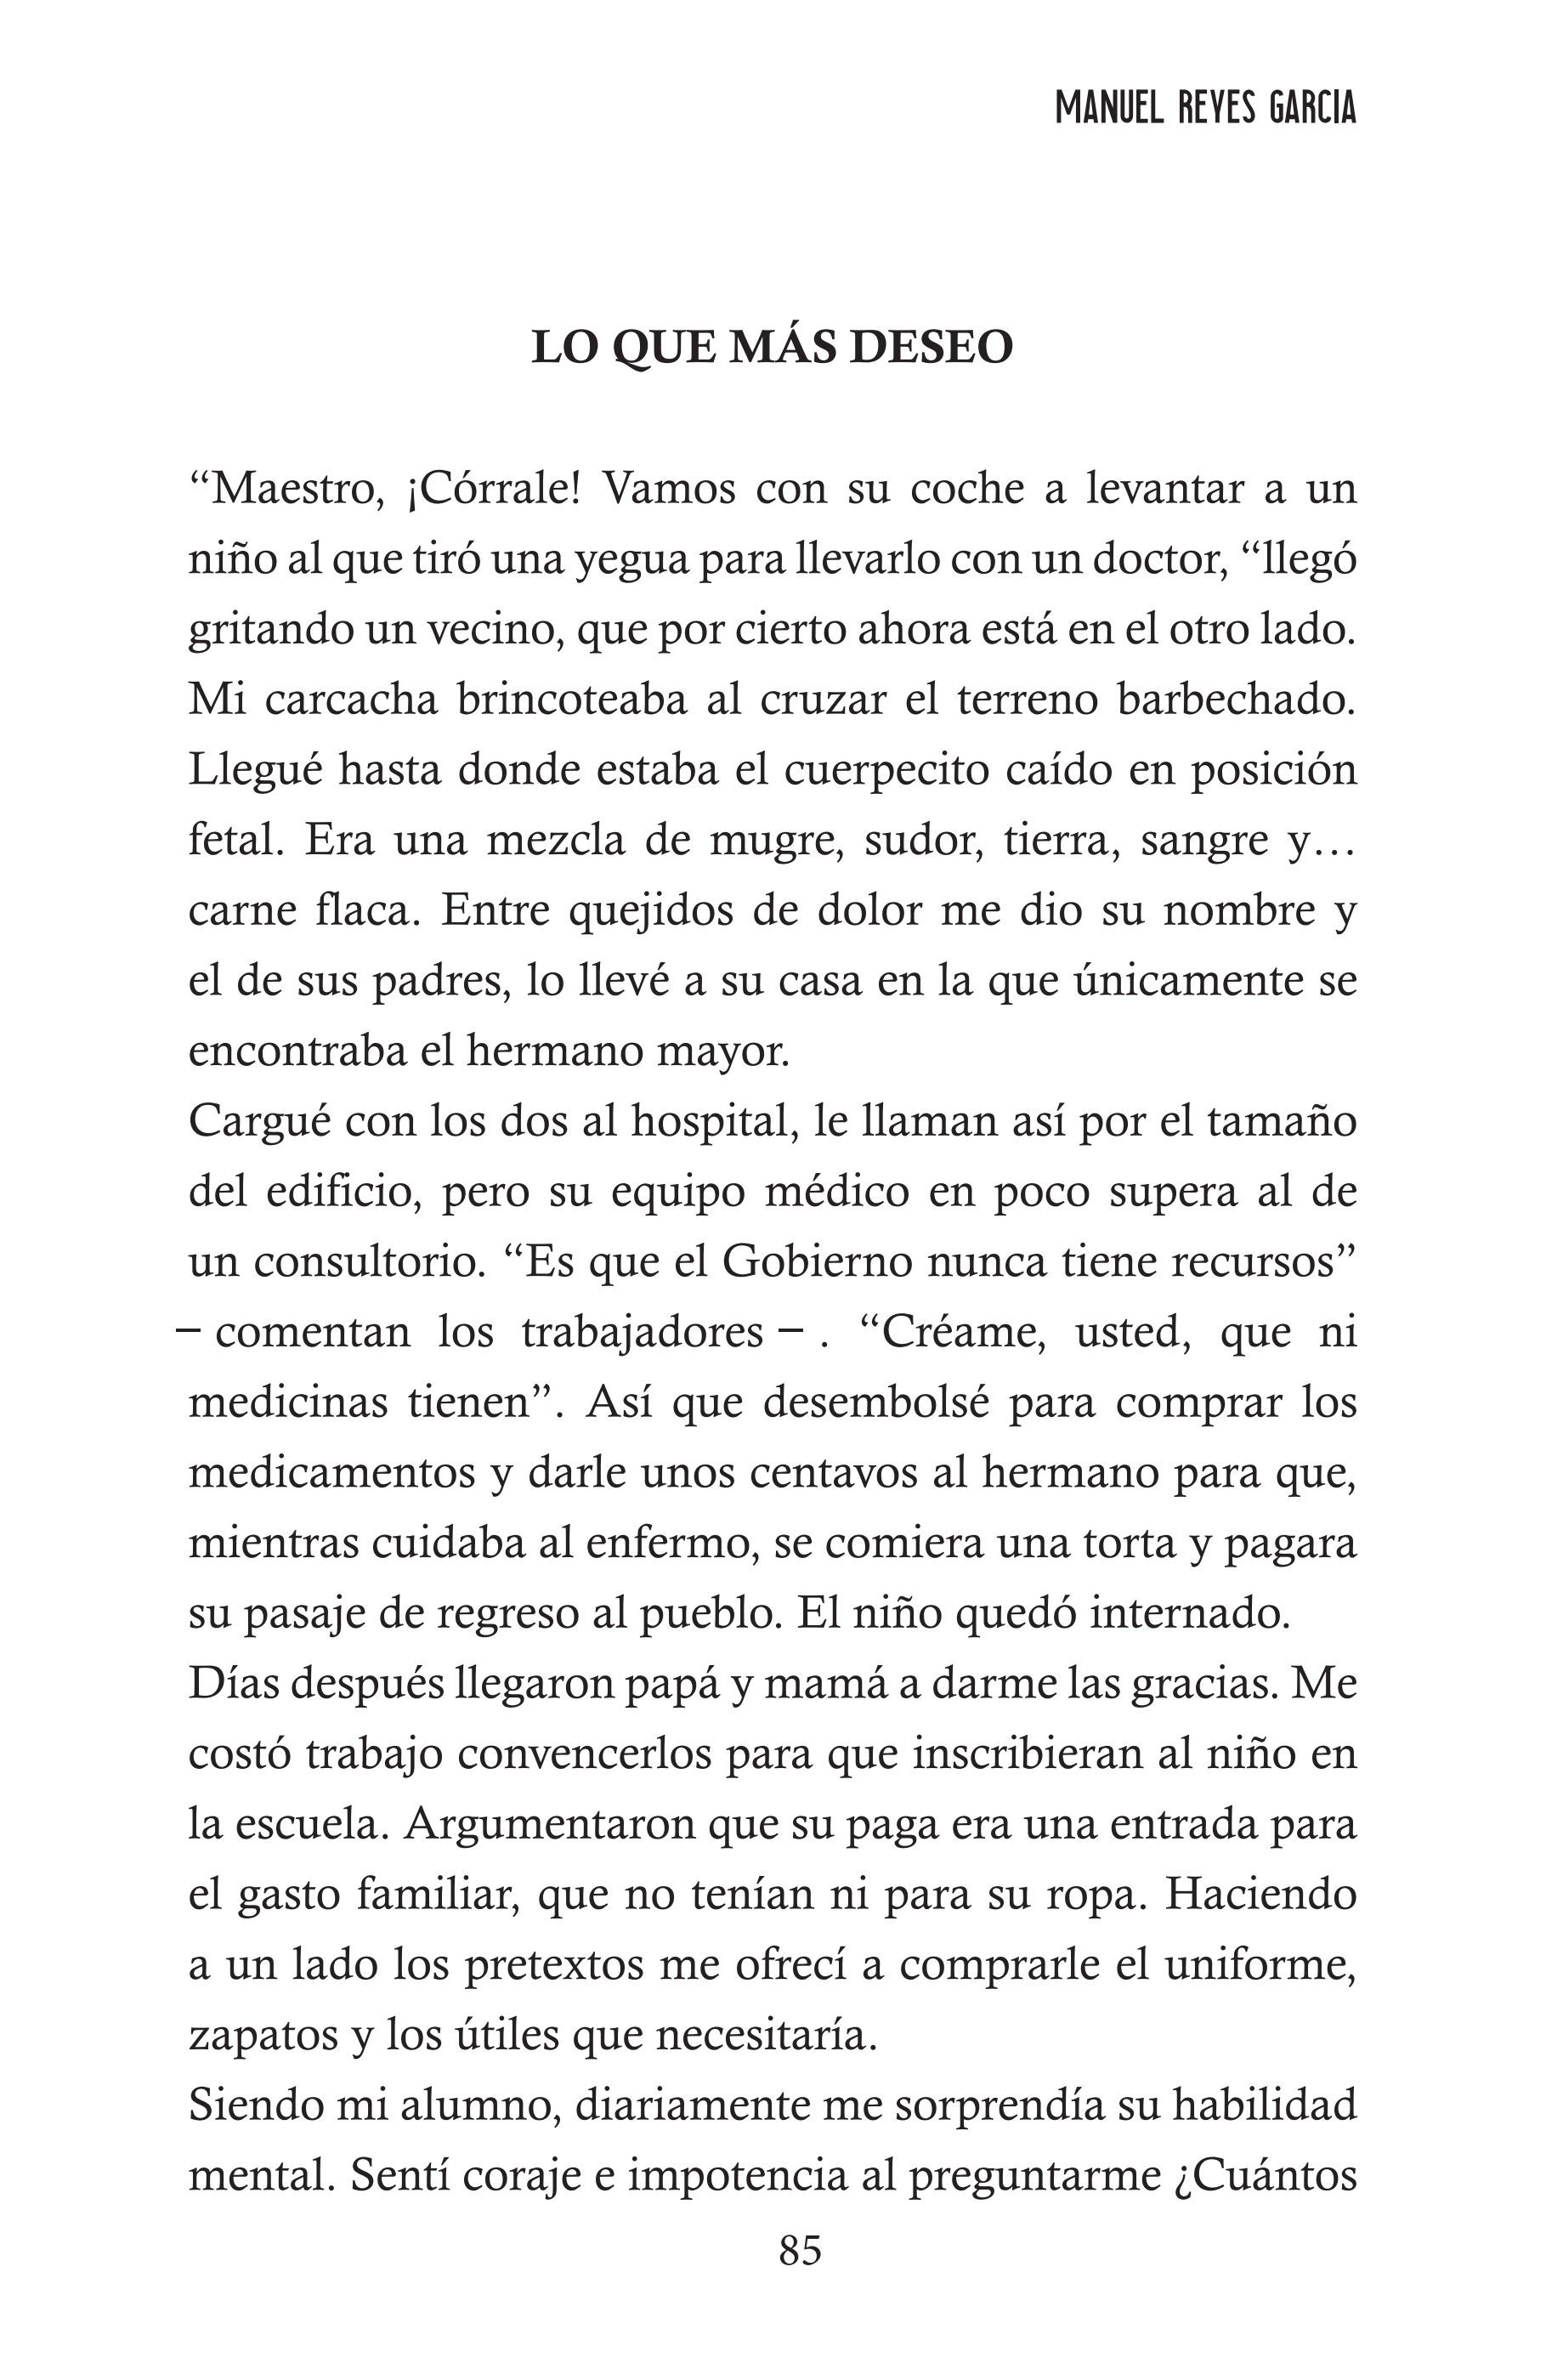 MANUEL REYES GARCIA
LO QUE MÁS DESEO
“Maestro, ¡Córrale! Vamos con su coche a levantar a un
niño al que tiró una yegua para llevarlo con un doctor, “llegó
gritando un vecino, que por cierto ahora está en el otro lado.
Mi carcacha brincoteaba al cruzar el terreno barbechado.
Llegué hasta donde estaba el cuerpecito caído en posición
fetal. Era una mezcla de mugre, sudor, tierra, sangre y…
carne flaca. Entre quejidos de dolor me dio su nombre y
el de sus padres, lo llevé a su casa en la que únicamente se
encontraba el hermano mayor.
Cargué con los dos al hospital, le llaman así por el tamaño
del edificio, pero su equipo médico en poco supera al de
un consultorio. “Es que el Gobierno nunca tiene recursos”
– comentan los trabajadores – . “Créame, usted, que ni
medicinas tienen”. Así que desembolsé para comprar los
medicamentos y darle unos centavos al hermano para que,
mientras cuidaba al enfermo, se comiera una torta y pagara
su pasaje de regreso al pueblo. El niño quedó internado.
Días después llegaron papá y mamá a darme las gracias. Me
costó trabajo convencerlos para que inscribieran al niño en
la escuela. Argumentaron que su paga era una entrada para
el gasto familiar, que no tenían ni para su ropa. Haciendo
a un lado los pretextos me ofrecí a comprarle el uniforme,
zapatos y los útiles que necesitaría.
Siendo mi alumno, diariamente me sorprendía su habilidad
mental. Sentí coraje e impotencia al preguntarme ¿Cuántos
85